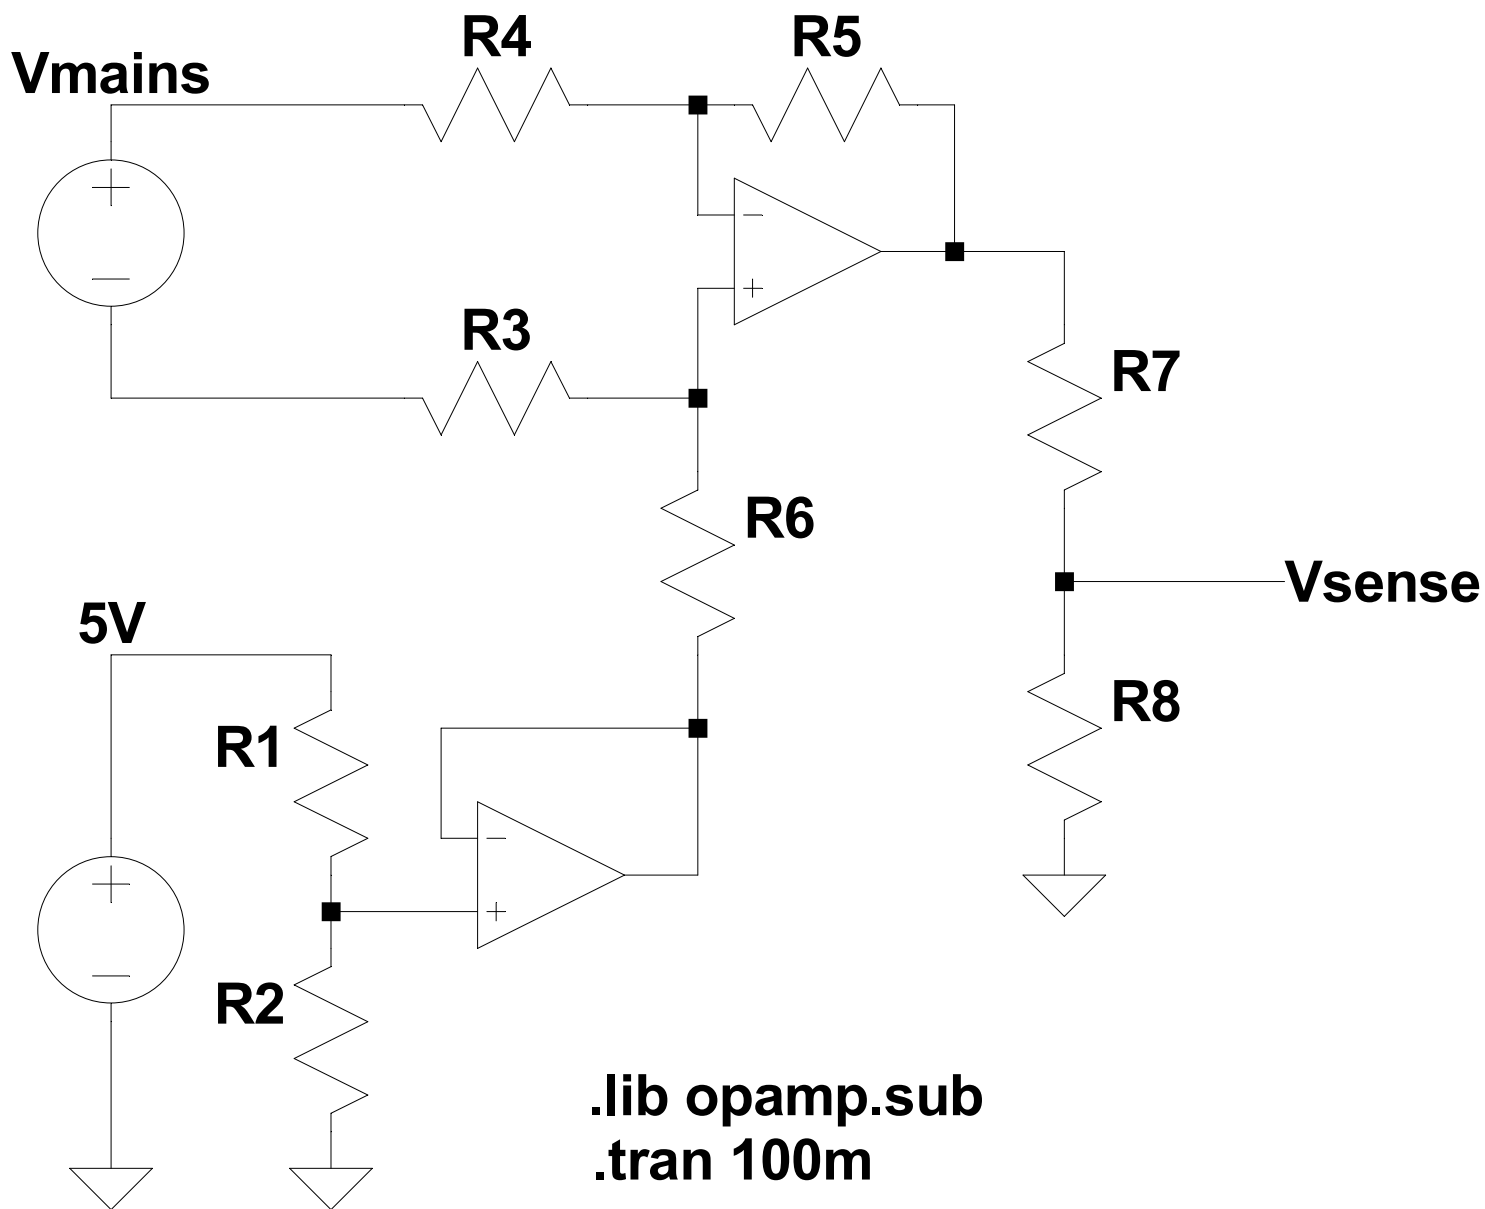 R4
R5
Vmains
R3
R7
R6
Vsense
5V
R8
R1
R2
.lib opamp.sub
.tran 100m